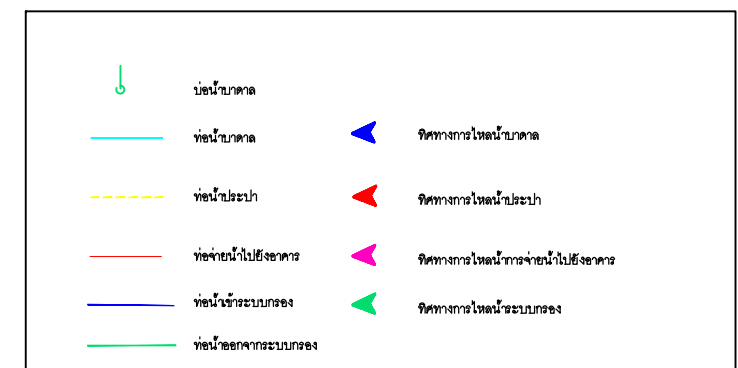 บ่อน้ำบาดาล
ท่อน้ำบาดาล
ทิศทางการไหลน้ำบาดาล
ท่อน้ำประปา
ทิศทางการไหลน้ำประปา
ท่อจ่ายน้ำไปยังอาคาร
ทิศทางการไหลน้ำการจ่ายน้ำไปยังอาคาร
ท่อน้ำเข้าระบบกรอง
ทิศทางการไหลน้ำระบบกรอง
ท่อน้ำออกจากระบบกรอง